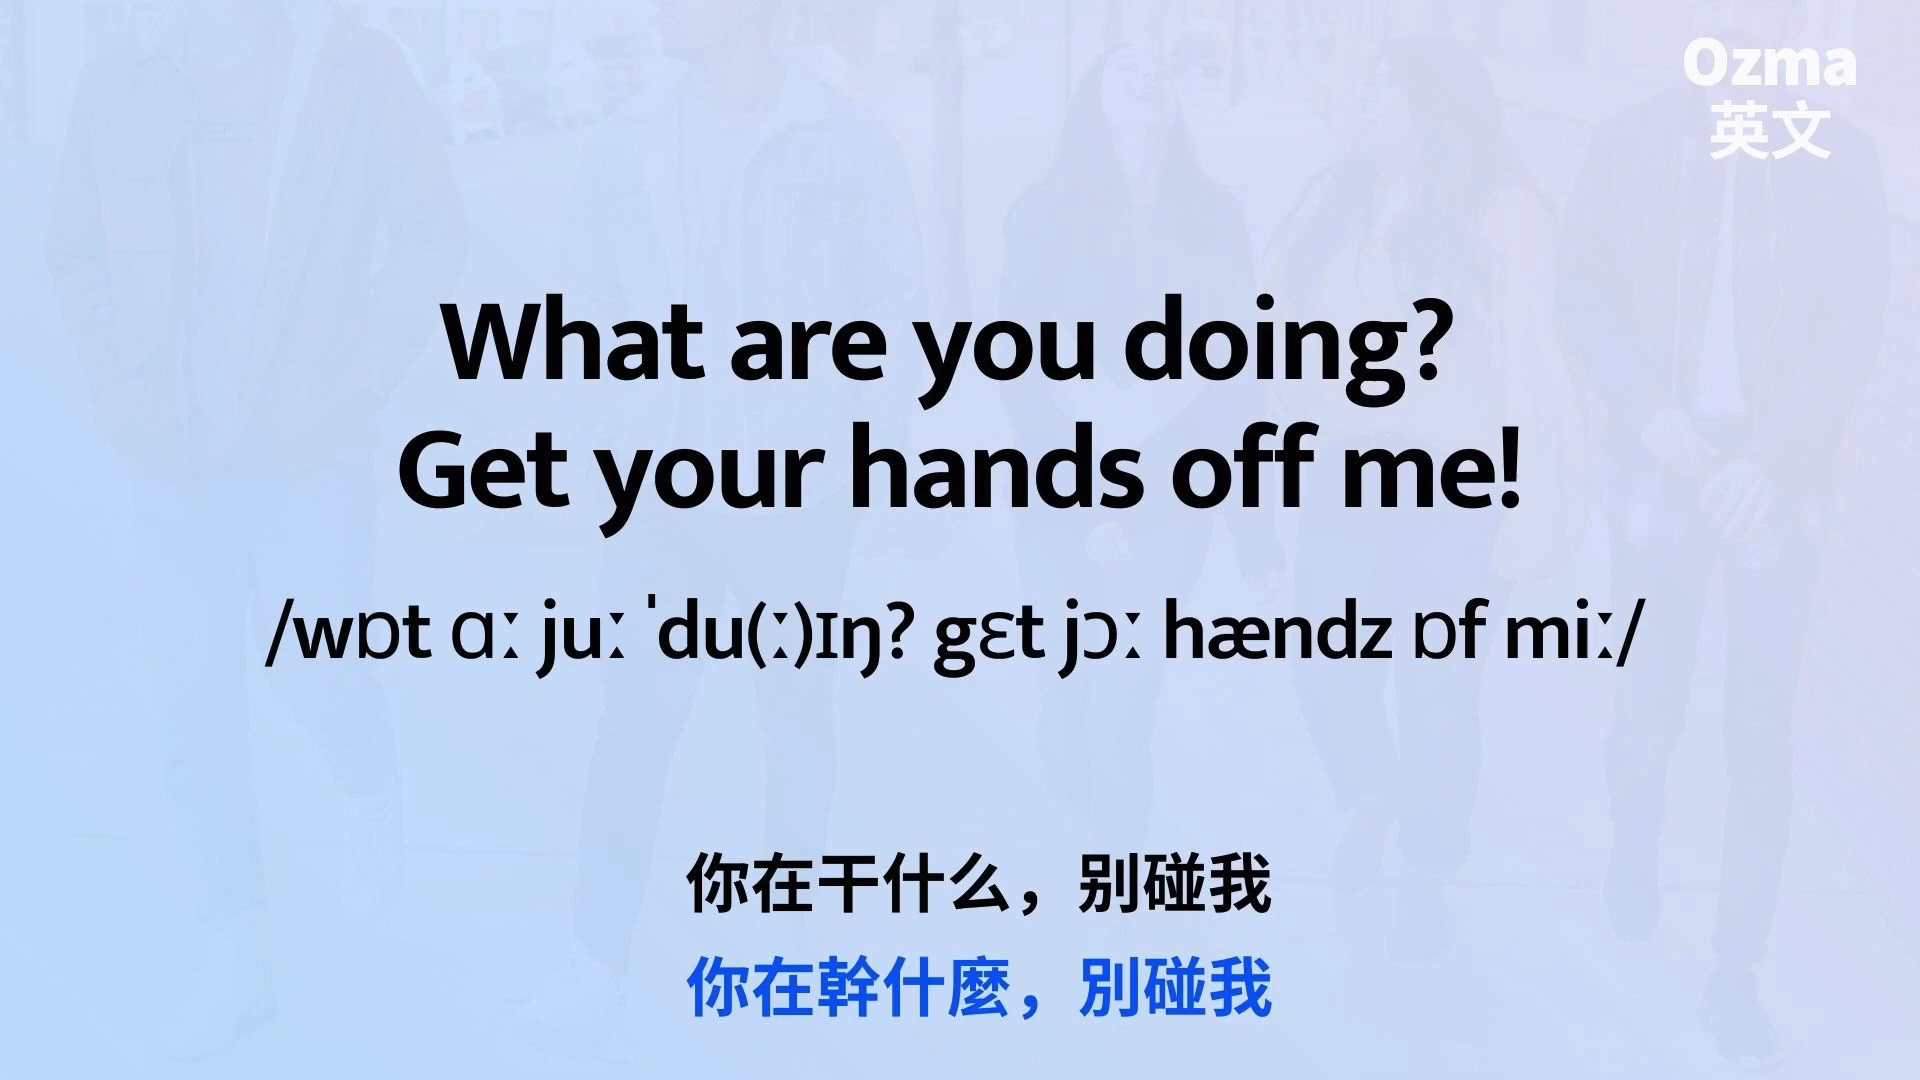 Ozma
英文
What are you doing?
Get your hands off me!
/wɒt ɑː juː ˈdu(ː)ɪŋ? gɛt jɔː hændz ɒf miː/
你在干什么，别碰我
你在幹什麼，別碰我